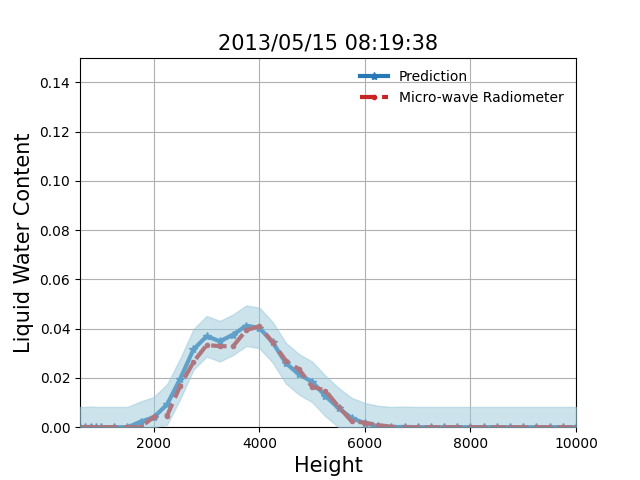 2013/05/15 08:19:38
Prediction
Micro-wave Radiometer
Liquid Water Content
0.14
0.12
0.10
0.08
0.06
0.04
0.02
0.00
2000 4000 6000 8000 10000
Height